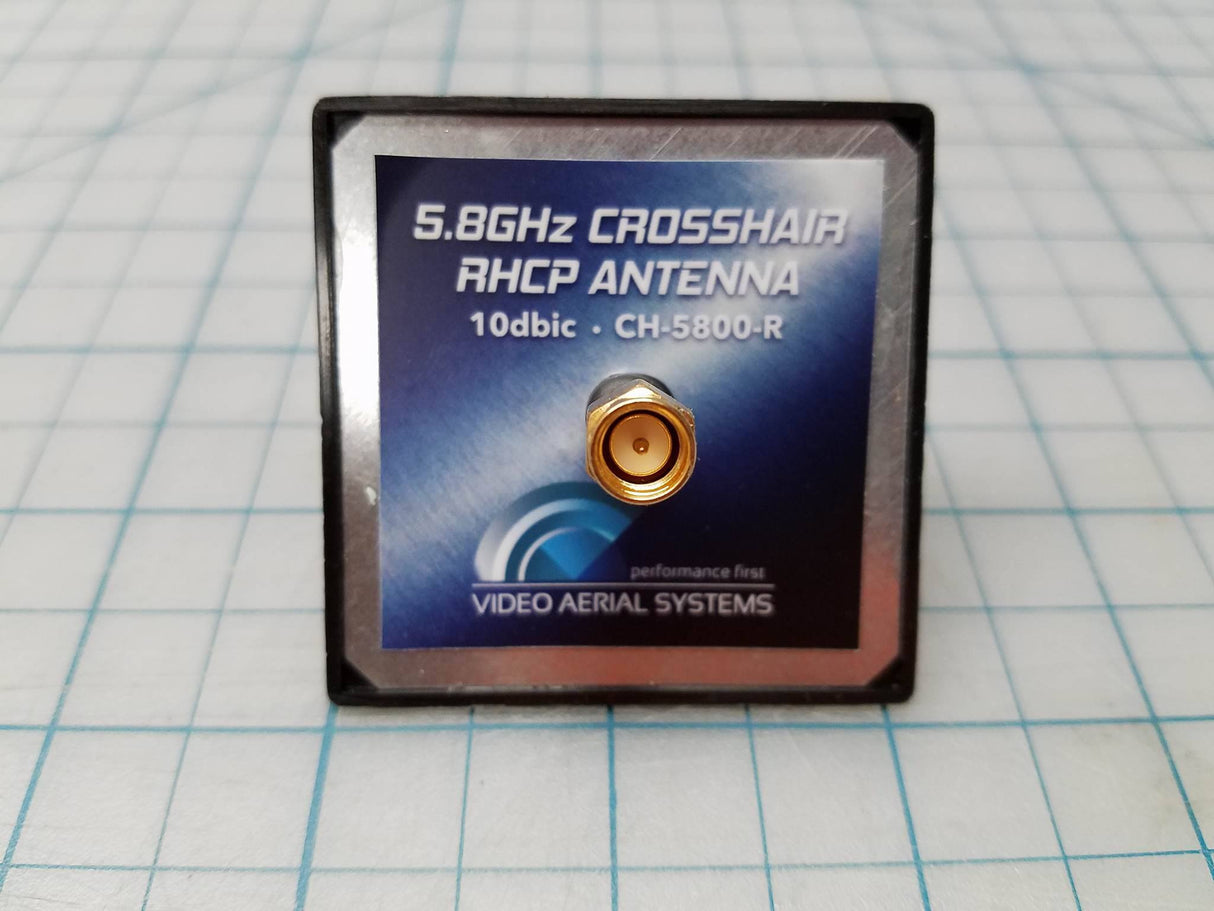 5.8GHz CROSSHAIR
RHCP ANTENNA
10dbic • CH-5800-R
performance first
VIDEO AERIAL SYSTEMS